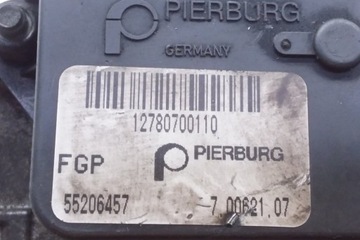 PIERBURG
GERMANY
12780700110
FGP PIERBURG
55206457 7.00621.07